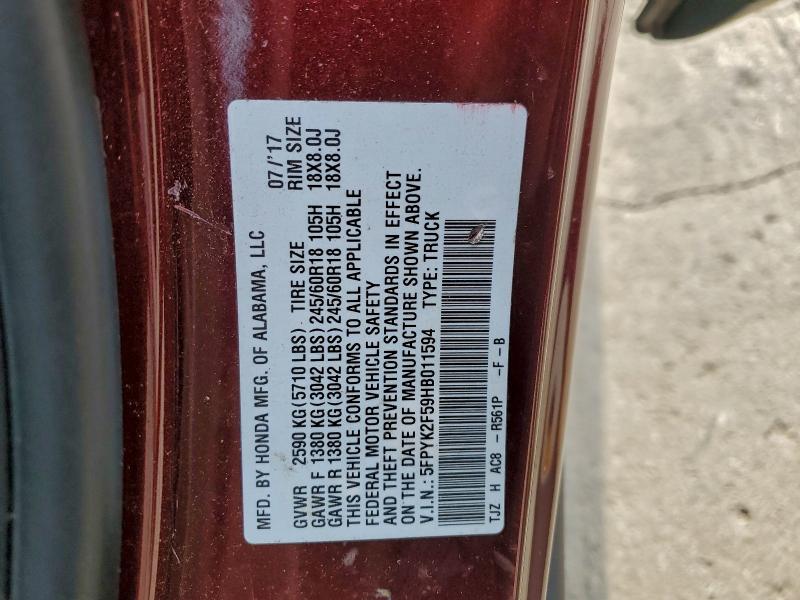 MFD. BY HONDA MFG. OF ALABAMA, LLC 07/'17
GVWR 2590 KG(5710 LBS) TIRE SIZE RIM SIZE
GAWR F 1380 KG(3042 LBS) 245/60R18 105H 18X8.0J
GAWR R 1380 KG(3042 LBS) 245/60R18 105H 18X8.0J
THIS VEHICLE CONFORMS TO ALL APPLICABLE
FEDERAL MOTOR VEHICLE SAFETY
AND THEFT PREVENTION STANDARDS IN EFFECT
ON THE DATE OF MANUFACTURE SHOWN ABOVE.
V.I.N.: 5FPYK2F59HB011594 TYPE: TRUCK
TJZ H AC8 - R561P -F-B